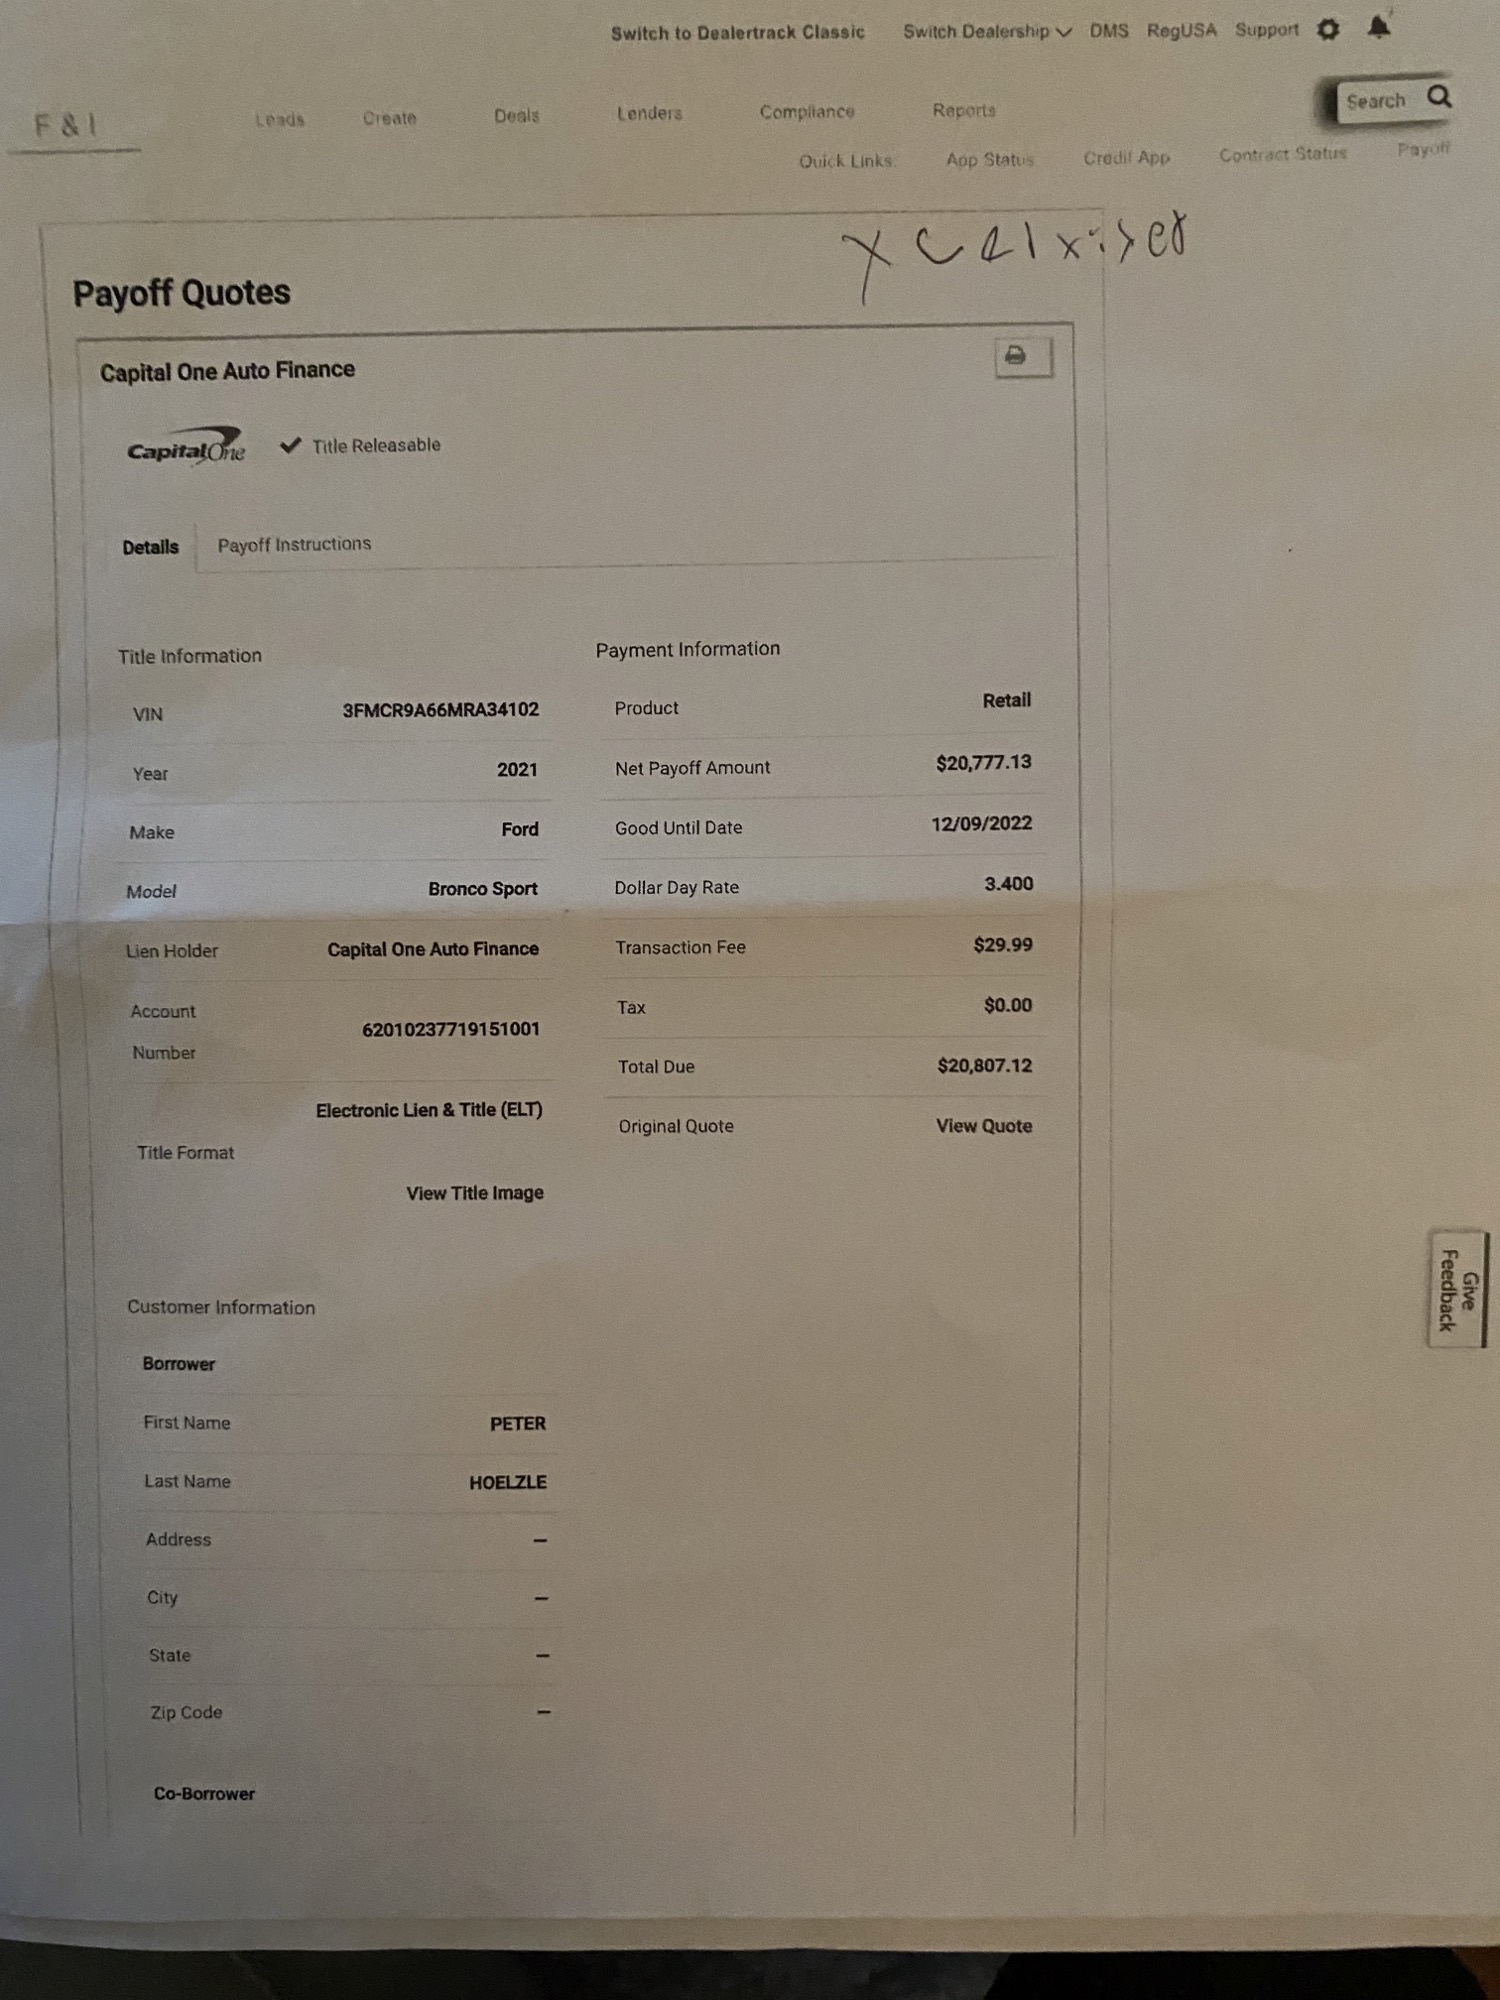 Switch to Dealertrack Classic Switch Dealership DMS RegUSA Support
F & I Leads Create Deals Lenders Compliance Reports Search
Quick Links: App Status Credit App Contract Status Payoff
Payoff Quotes
Capital One Auto Finance
CapitalOne Title Releasable
Details Payoff Instructions
Title Information
VIN 3FMCR9A66MRA34102
Year 2021
Make Ford
Model Bronco Sport
Lien Holder Capital One Auto Finance
Account Number 62010237719151001
Title Format Electronic Lien & Title (ELT)
View Title Image
Payment Information
Product Retail
Net Payoff Amount $20,777.13
Good Until Date 12/09/2022
Dollar Day Rate 3.400
Transaction Fee $29.99
Tax $0.00
Total Due $20,807.12
Original Quote View Quote
Customer Information
Borrower
First Name PETER
Last Name HOELZLE
Address –
City –
State –
Zip Code –
Co-Borrower
Give
Feedback